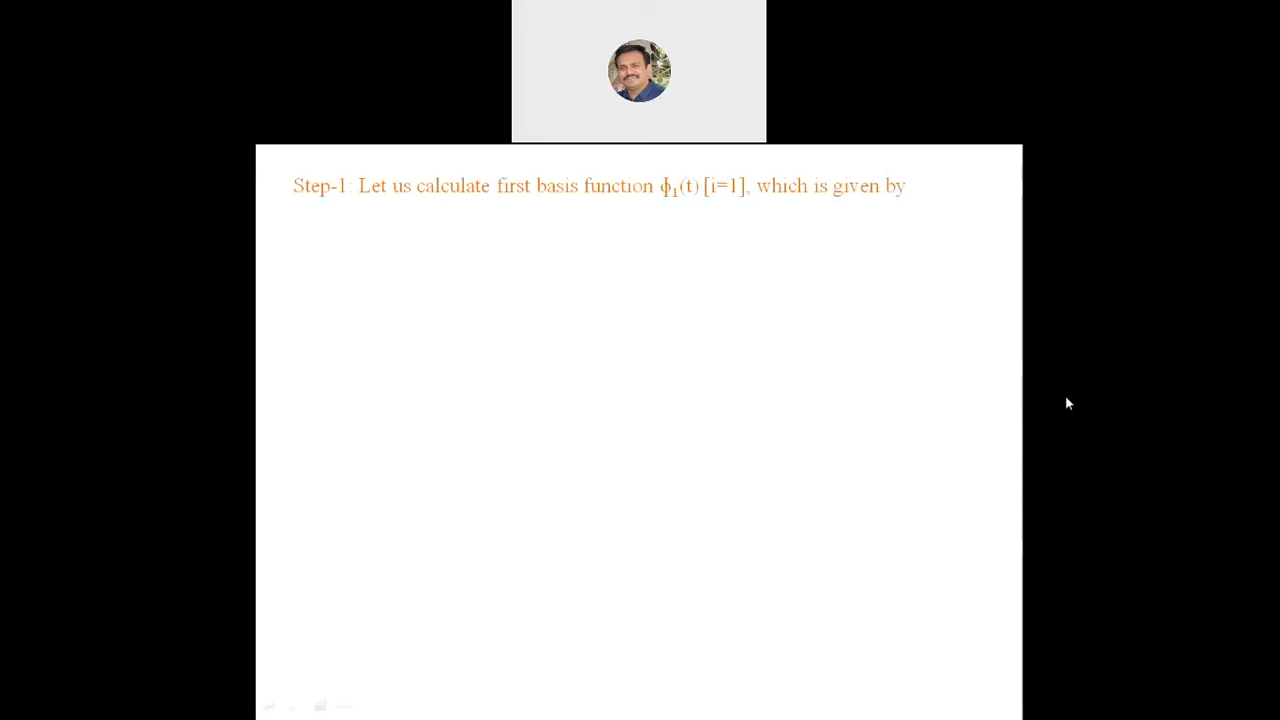 Step-1: Let us calculate first basis function ϕ₁(t) [i=1], which is given by